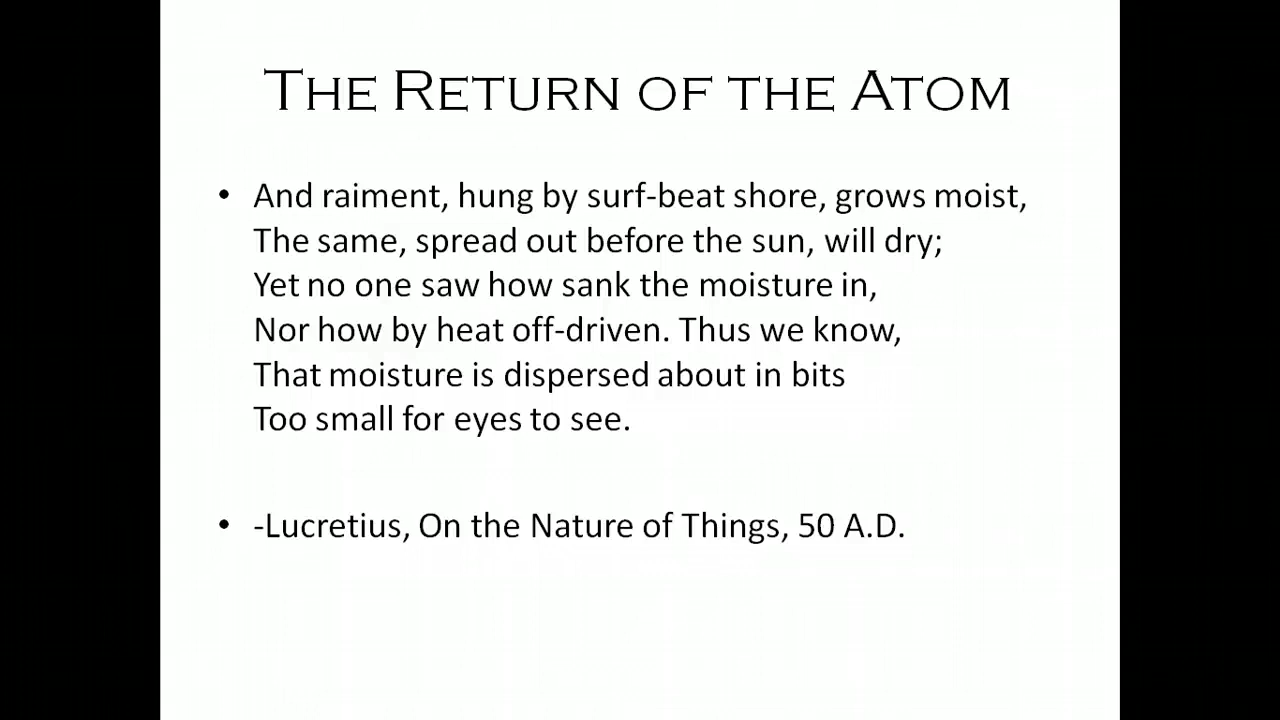 The Return of the Atom
• And raiment, hung by surf-beat shore, grows moist,
The same, spread out before the sun, will dry;
Yet no one saw how sank the moisture in,
Nor how by heat off-driven. Thus we know,
That moisture is dispersed about in bits
Too small for eyes to see.
• -Lucretius, On the Nature of Things, 50 A.D.